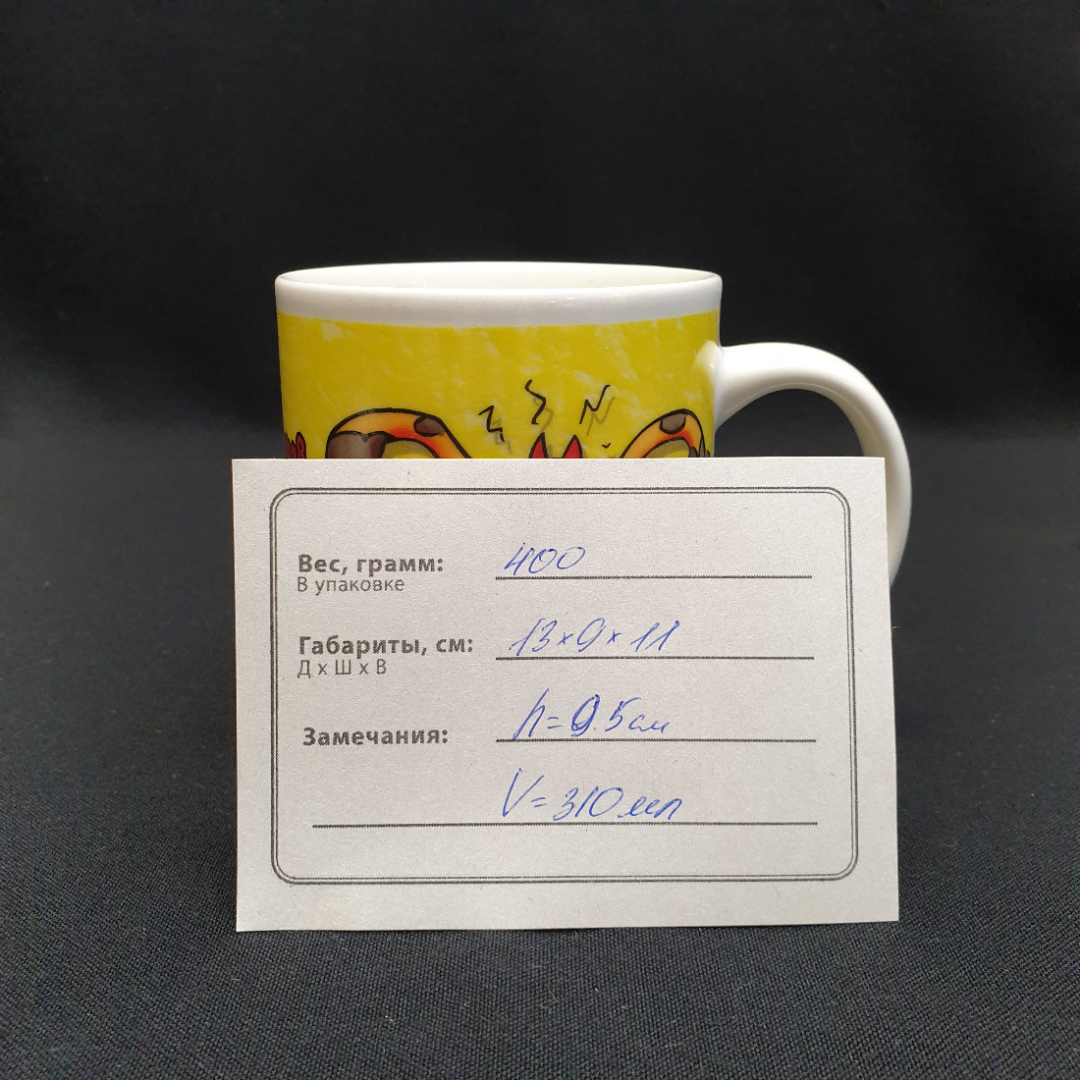 Вес, грамм: 400
В упаковке
Габариты, см: 13x9x11
Д x Ш x В
Замечания: h=9.5см
V=310мл